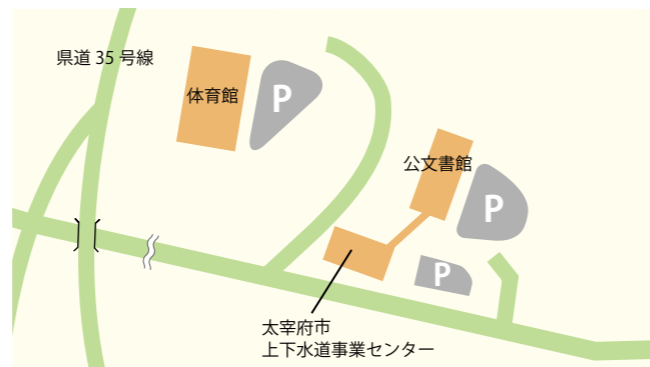 県道 35 号線
体育館
P
公文書館
P
P
太宰府市
上下水道事業センター